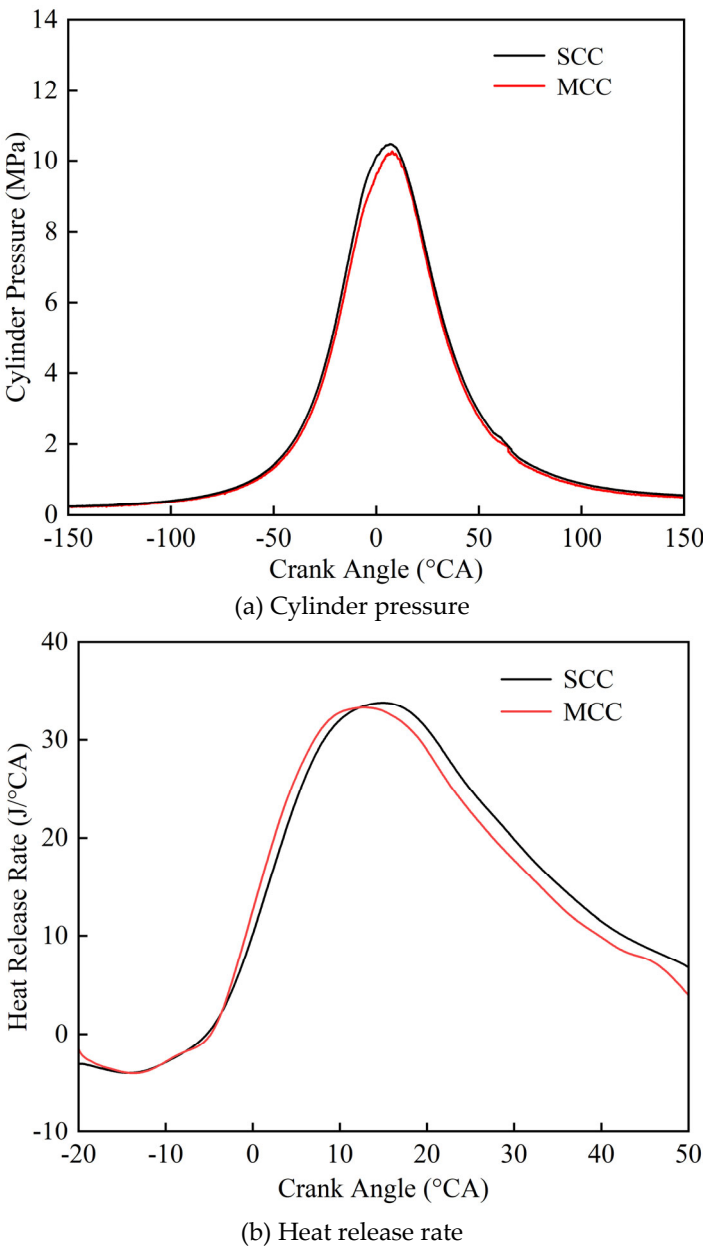 14
12
10
8
6
4
2
0
Cylinder Pressure (MPa)
SCC
MCC
-150 -100 -50 0 50 100 150
Crank Angle (°CA)
(a) Cylinder pressure
40
30
20
10
0
-10
Heat Release Rate (J/°CA)
SCC
MCC
-20 -10 0 10 20 30 40 50
Crank Angle (°CA)
(b) Heat release rate